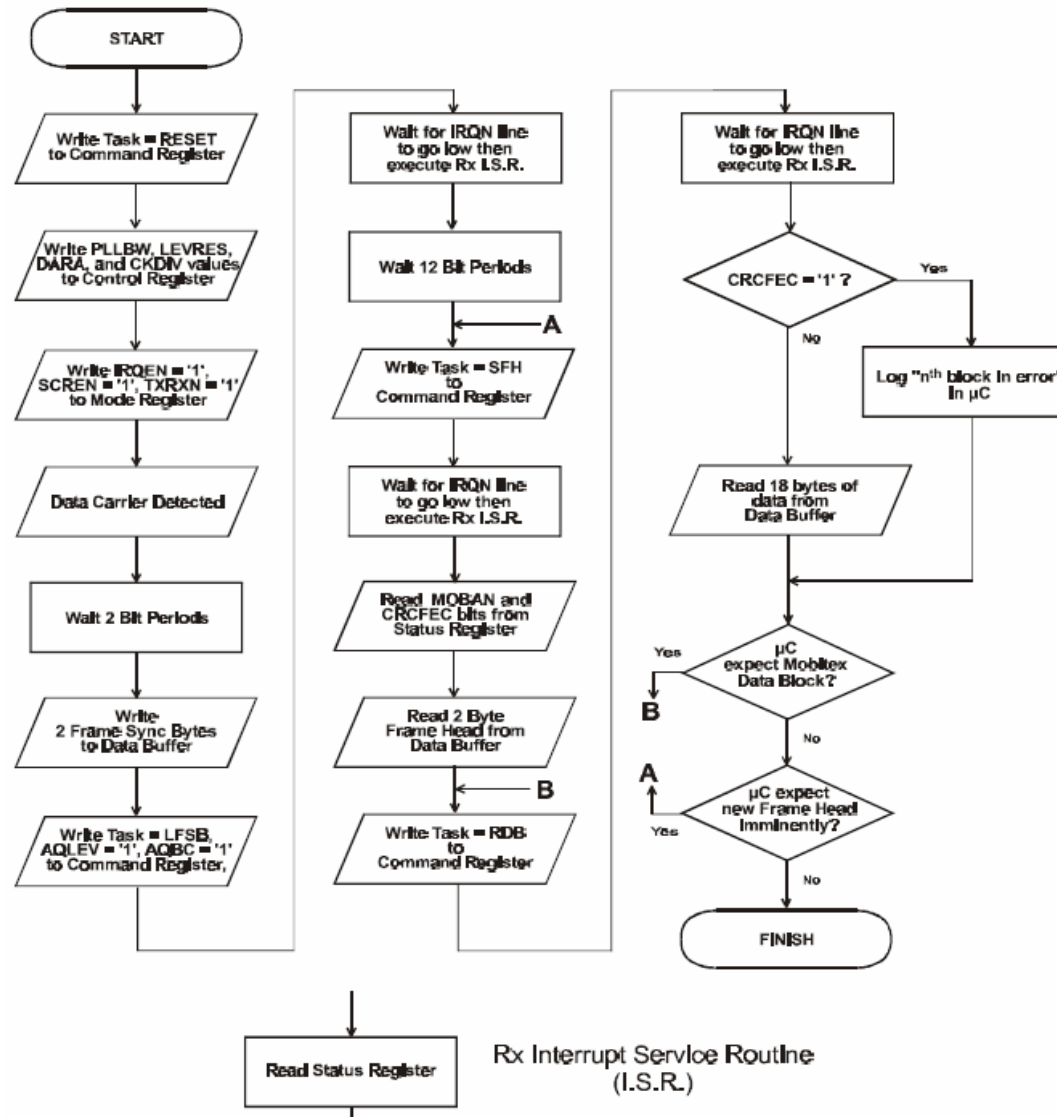 START
Write Task = RESET
to Command Register
Write PLLBW, LEVRES,
DARA, and CKDIV values
to Control Register
Write IRQEN = '1',
SCREN = '1', TXRXN = '1'
to Mode Register
Data Carrier Detected
Wait 2 Bit Periods
Write
2 Frame Sync Bytes
to Data Buffer
Write Task = LFSB,
AQLEV = '1', AQBC = '1'
to Command Register,
Wait for IRQN line
to go low then
execute Rx I.S.R.
Wait 12 Bit Periods
A
Write Task = SFH
to
Command Register
Wait for IRQN line
to go low then
execute Rx I.S.R.
Read MOBAN and
CRCFEC bits from
Status Register
Read 2 Byte
Frame Head from
Data Buffer
B
Write Task = RDB
to
Command Register
Wait for IRQN line
to go low then
execute Rx I.S.R.
CRCFEC = '1' ?
Yes
No
Log "nth block in error"
in µC
Read 18 bytes of
data from
Data Buffer
µC
expect Mobitex
Data Block?
Yes
B
No
A
µC expect
new Frame Head
Imminently?
Yes
No
FINISH
Read Status Register
Rx Interrupt Service Routine
(I.S.R.)